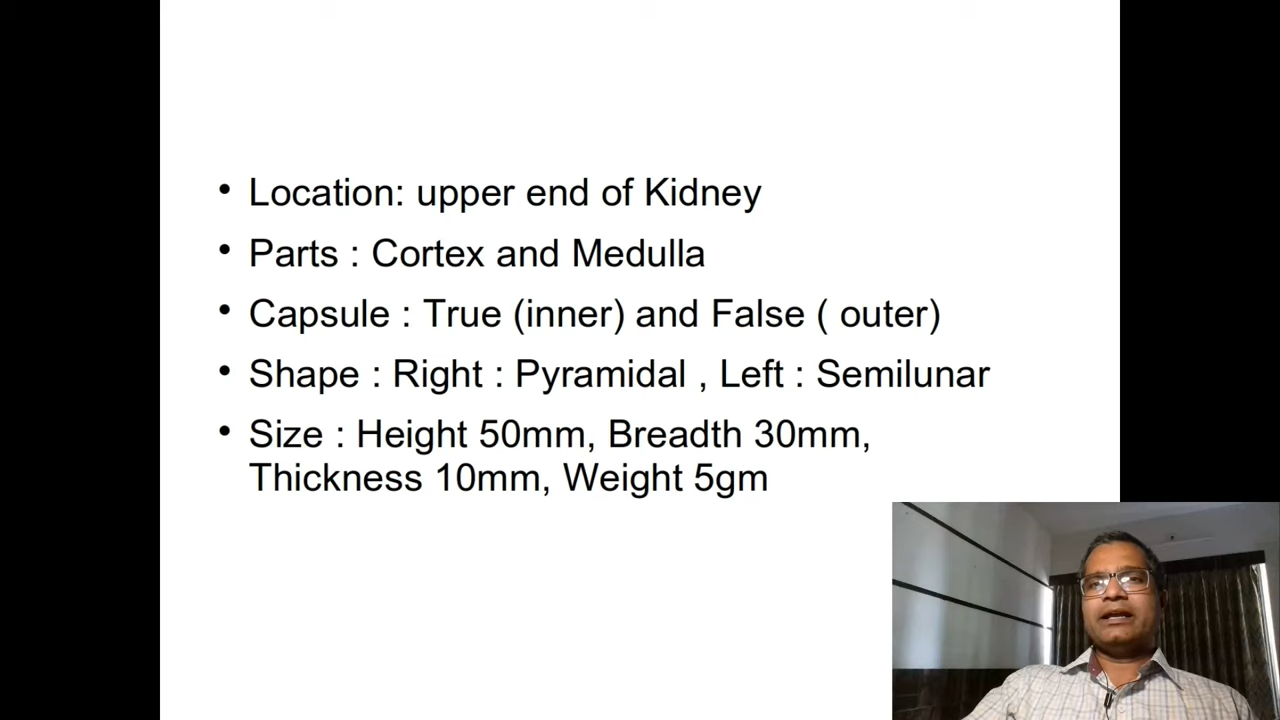 • Location: upper end of Kidney
• Parts : Cortex and Medulla
• Capsule : True (inner) and False ( outer)
• Shape : Right : Pyramidal , Left : Semilunar
• Size : Height 50mm, Breadth 30mm,
Thickness 10mm, Weight 5gm